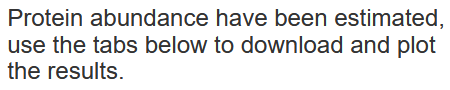 Protein abundance have been estimated,
use the tabs below to download and plot
the results.